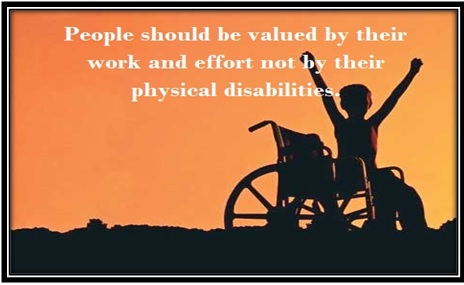 People should be valued by their
work and effort not by their
physical disabilities.